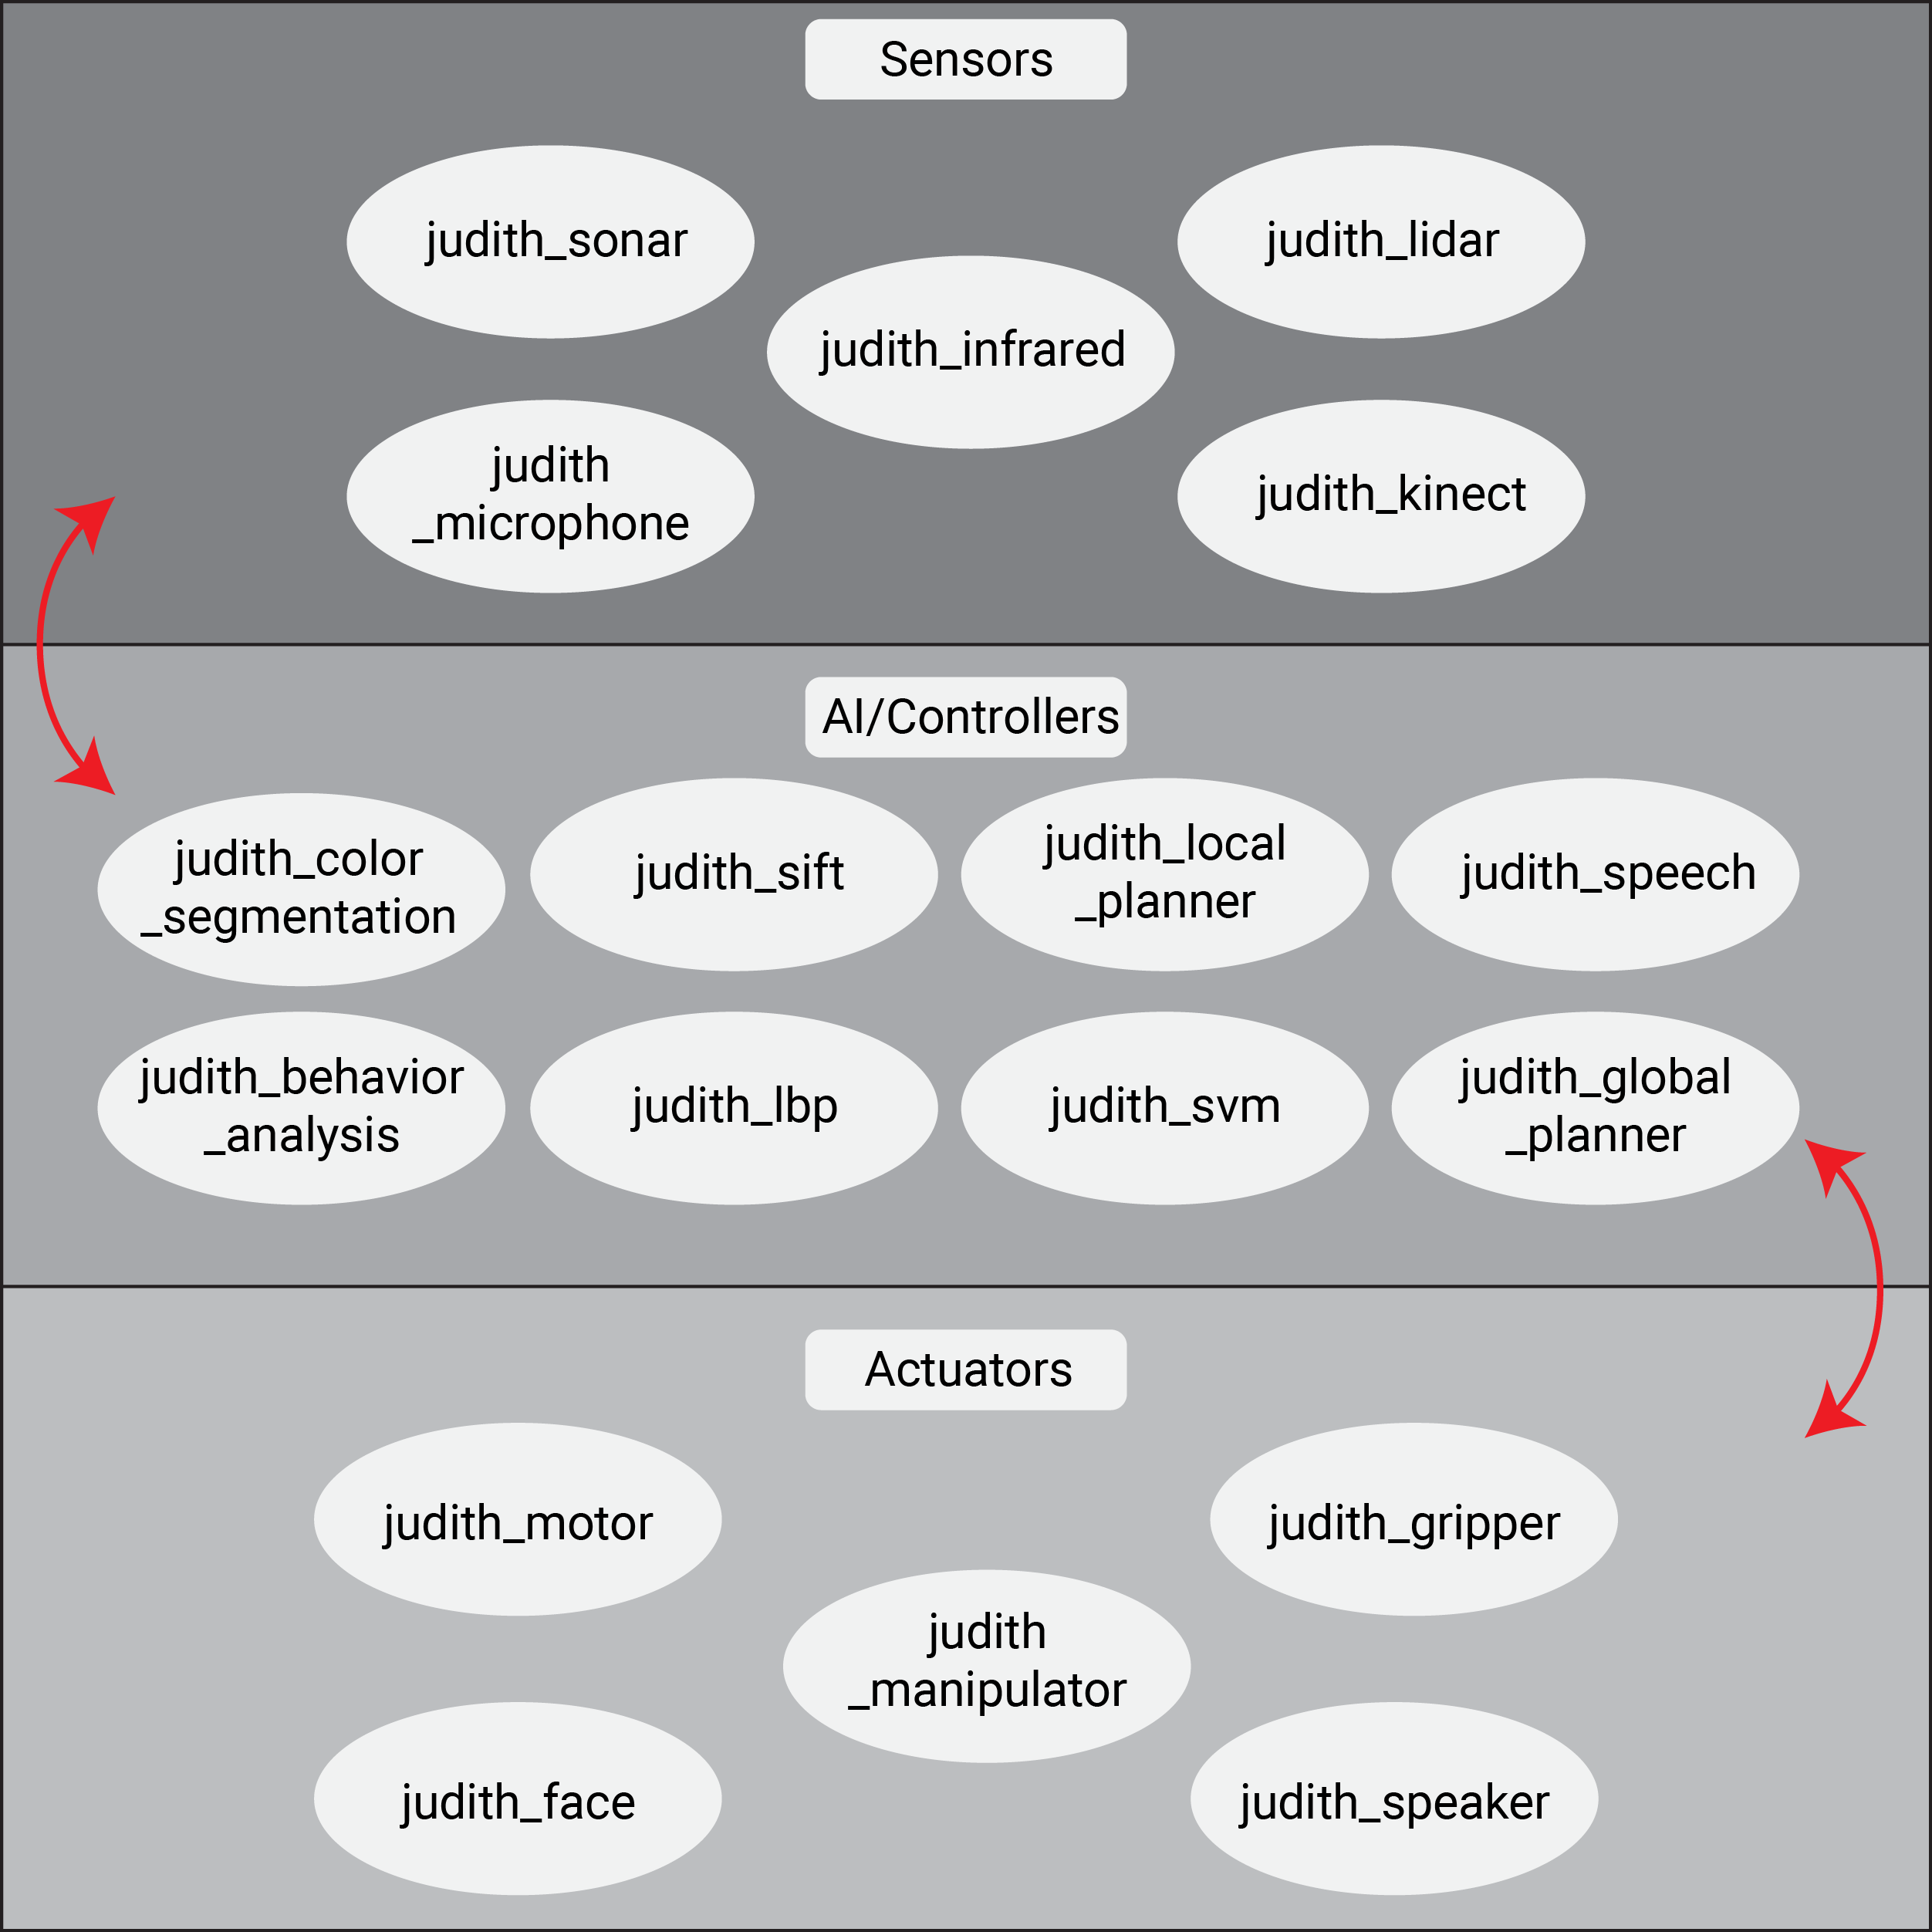 Sensors
judith_sonar
judith_lidar
judith_infrared
judith
_microphone
judith_kinect
AI/Controllers
judith_color
_segmentation
judith_sift
judith_local
_planner
judith_speech
judith_behavior
_analysis
judith_lbp
judith_svm
judith_global
_planner
Actuators
judith_motor
judith_gripper
judith
_manipulator
judith_face
judith_speaker